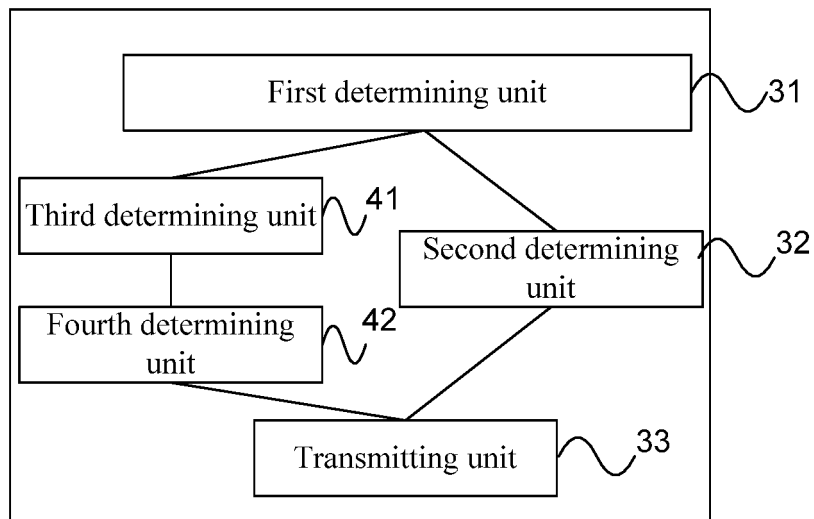 First determining unit
31
Third determining unit
41
Second determining
unit
32
Fourth determining
unit
42
Transmitting unit
33